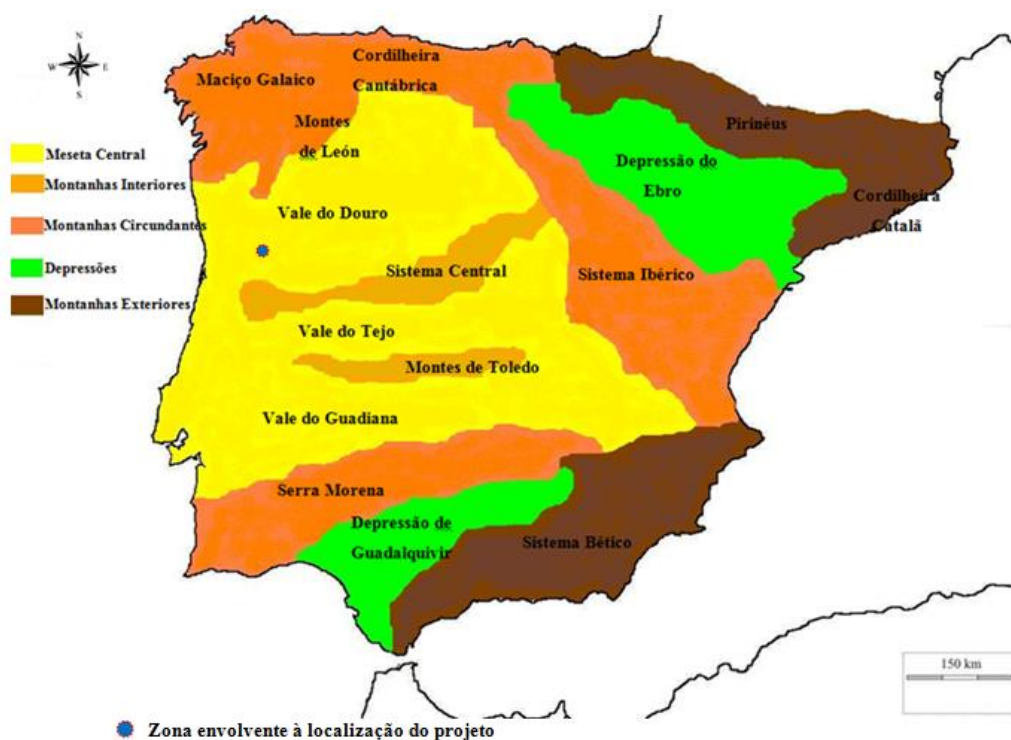 N
W
E
S
Maciço Galaico
Cordilheira
Cantábrica
Montes
de León
Pirinéus
Depressão do
Ebro
Cordilheira
Catalã
Meseta Central
Montanhas Interiores
Montanhas Circundantes
Depressões
Montanhas Exteriores
Vale do Douro
Sistema Central
Sistema Ibérico
Vale do Tejo
Montes de Toledo
Vale do Guadiana
Serra Morena
Depressão de
Guadalquivir
Sistema Bético
150 km
Zona envolvente à localização do projeto